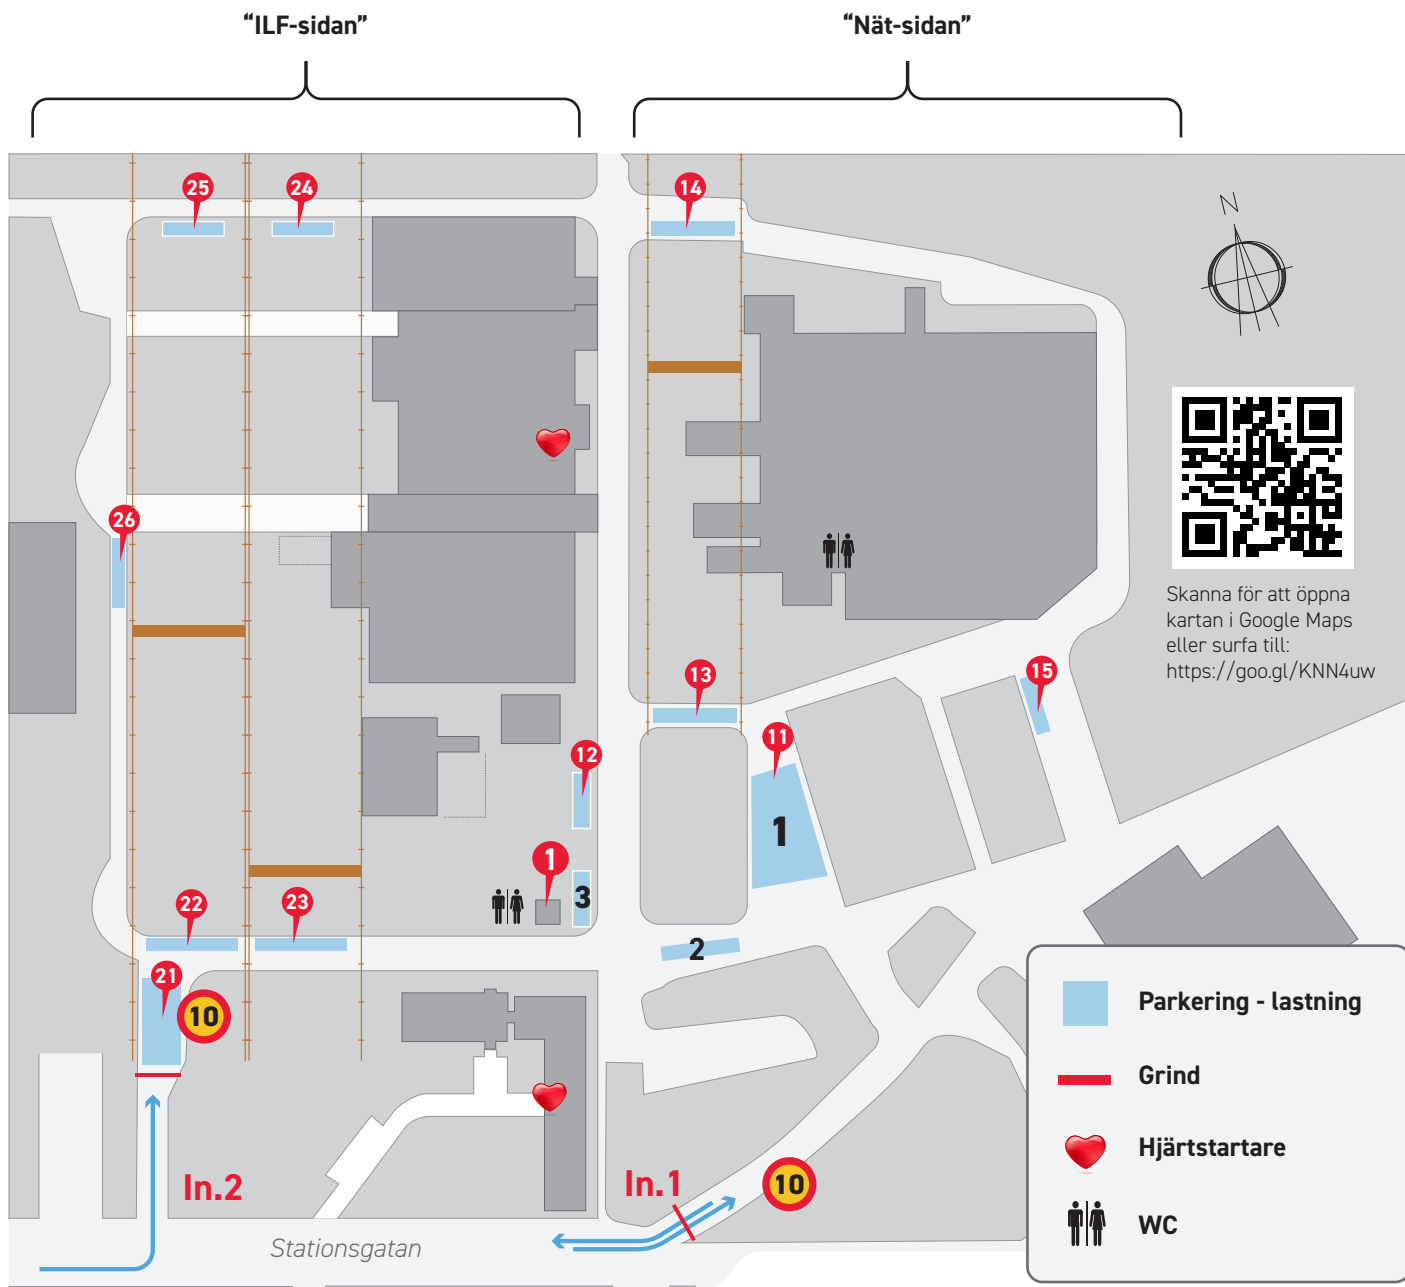 “ILF-sidan”
“Nät-sidan”
25
24
14
N
26
Skanna för att öppna
kartan i Google Maps
eller surfa till:
https://goo.gl/KNN4uw
13
15
11
12
1
1
3
22
23
2
21
10
Parkering - lastning
Grind
Hjärtstartare
WC
In.2
In.1
10
Stationsgatan